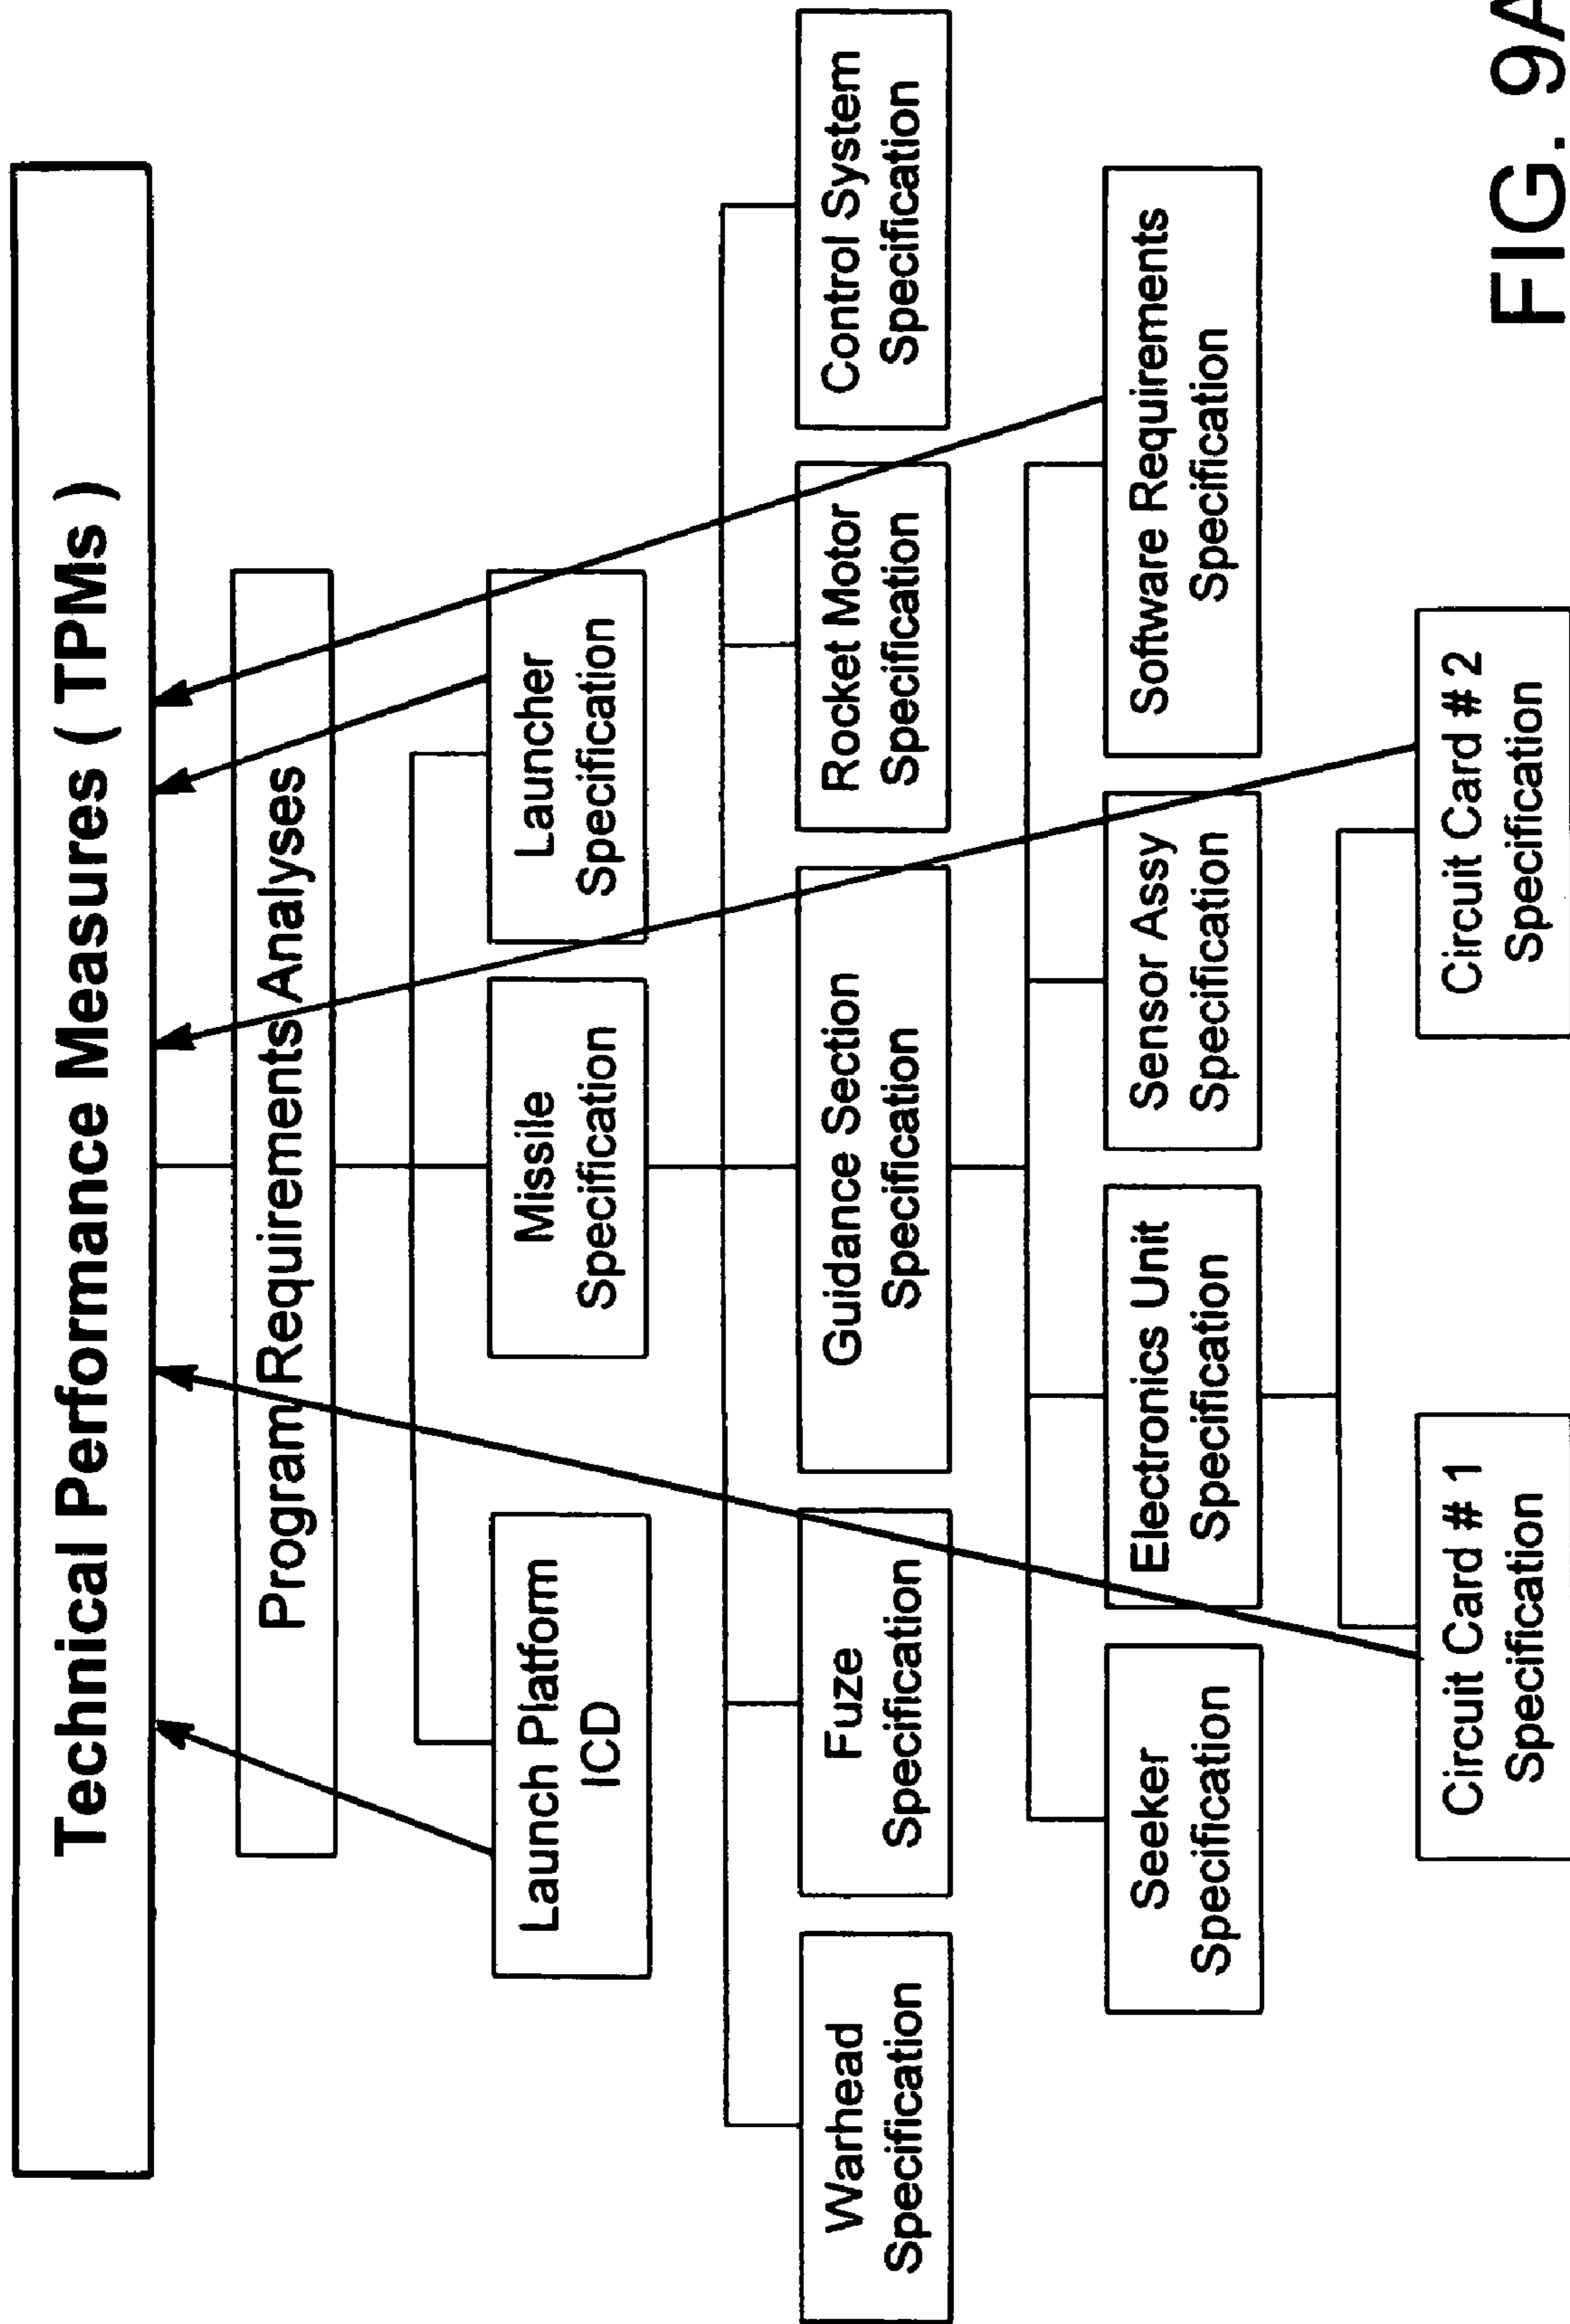 Technical Performance Measures ( TPMs )
Program Requirements Analyses
Launch Platform
ICD
Missile
Specification
Launcher
Specification
Warhead
Specification
Fuze
Specification
Guidance Section
Specification
Rocket Motor
Specification
Control System
Specification
Seeker
Specification
Electronics Unit
Specification
Sensor Assy
Specification
Software Requirements
Specification
Circuit Card # 1
Specification
Circuit Card # 2
Specification
FIG. 9A